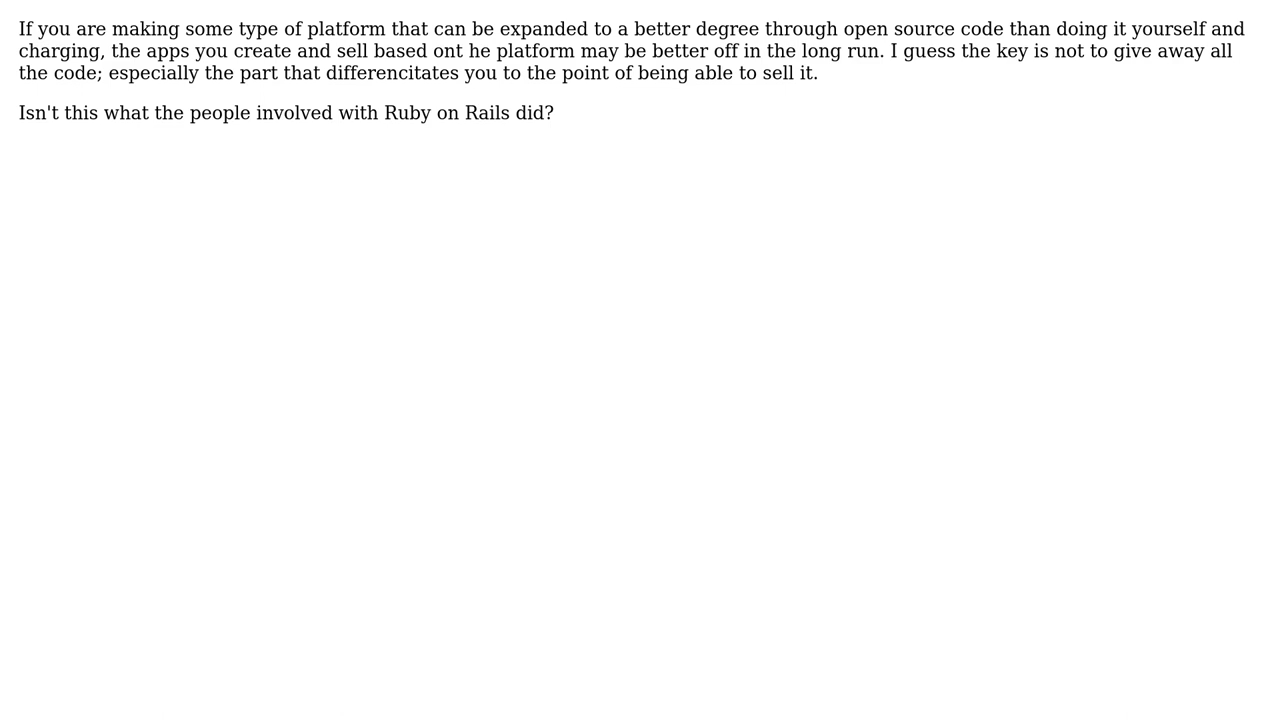 If you are making some type of platform that can be expanded to a better degree through open source code than doing it yourself and
charging, the apps you create and sell based ont he platform may be better off in the long run. I guess the key is not to give away all
the code; especially the part that differencitates you to the point of being able to sell it.
Isn't this what the people involved with Ruby on Rails did?